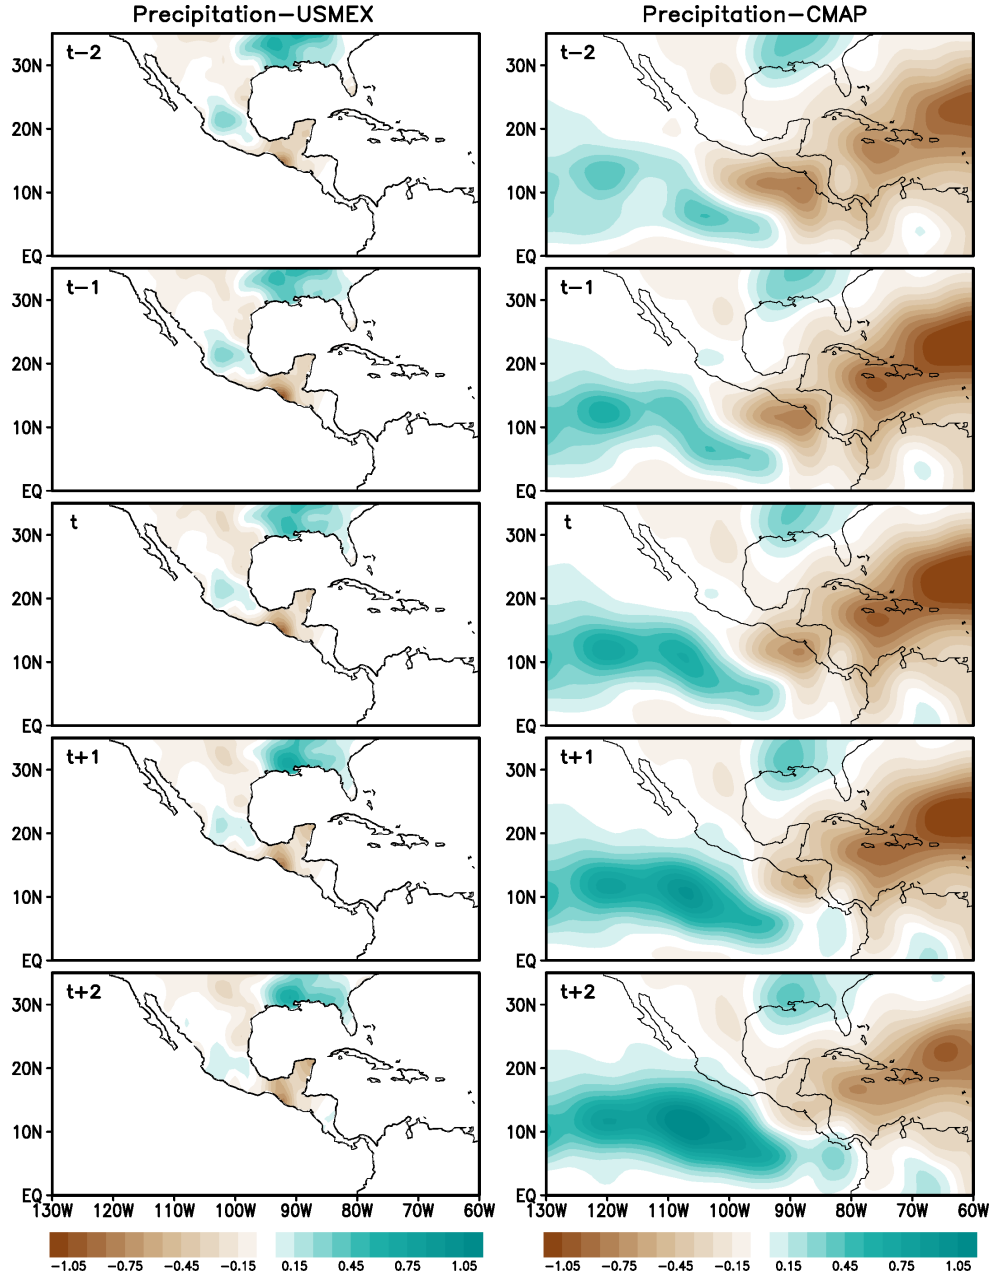 Precipitation−USMEX Precipitation−CMAP
t−2 t−2
30N 30N
20N 20N
10N 10N
EQ EQ
t−1 t−1
30N 30N
20N 20N
10N 10N
EQ EQ
t t
30N 30N
20N 20N
10N 10N
EQ EQ
t+1 t+1
30N 30N
20N 20N
10N 10N
EQ EQ
t+2 t+2
30N 30N
20N 20N
10N 10N
EQ EQ
130W 120W 110W 100W 90W 80W 70W 60W 130W 120W 110W 100W 90W 80W 70W 60W
−1.05 −0.75 −0.45 −0.15 0.15 0.45 0.75 1.05 −1.05 −0.75 −0.45 −0.15 0.15 0.45 0.75 1.05